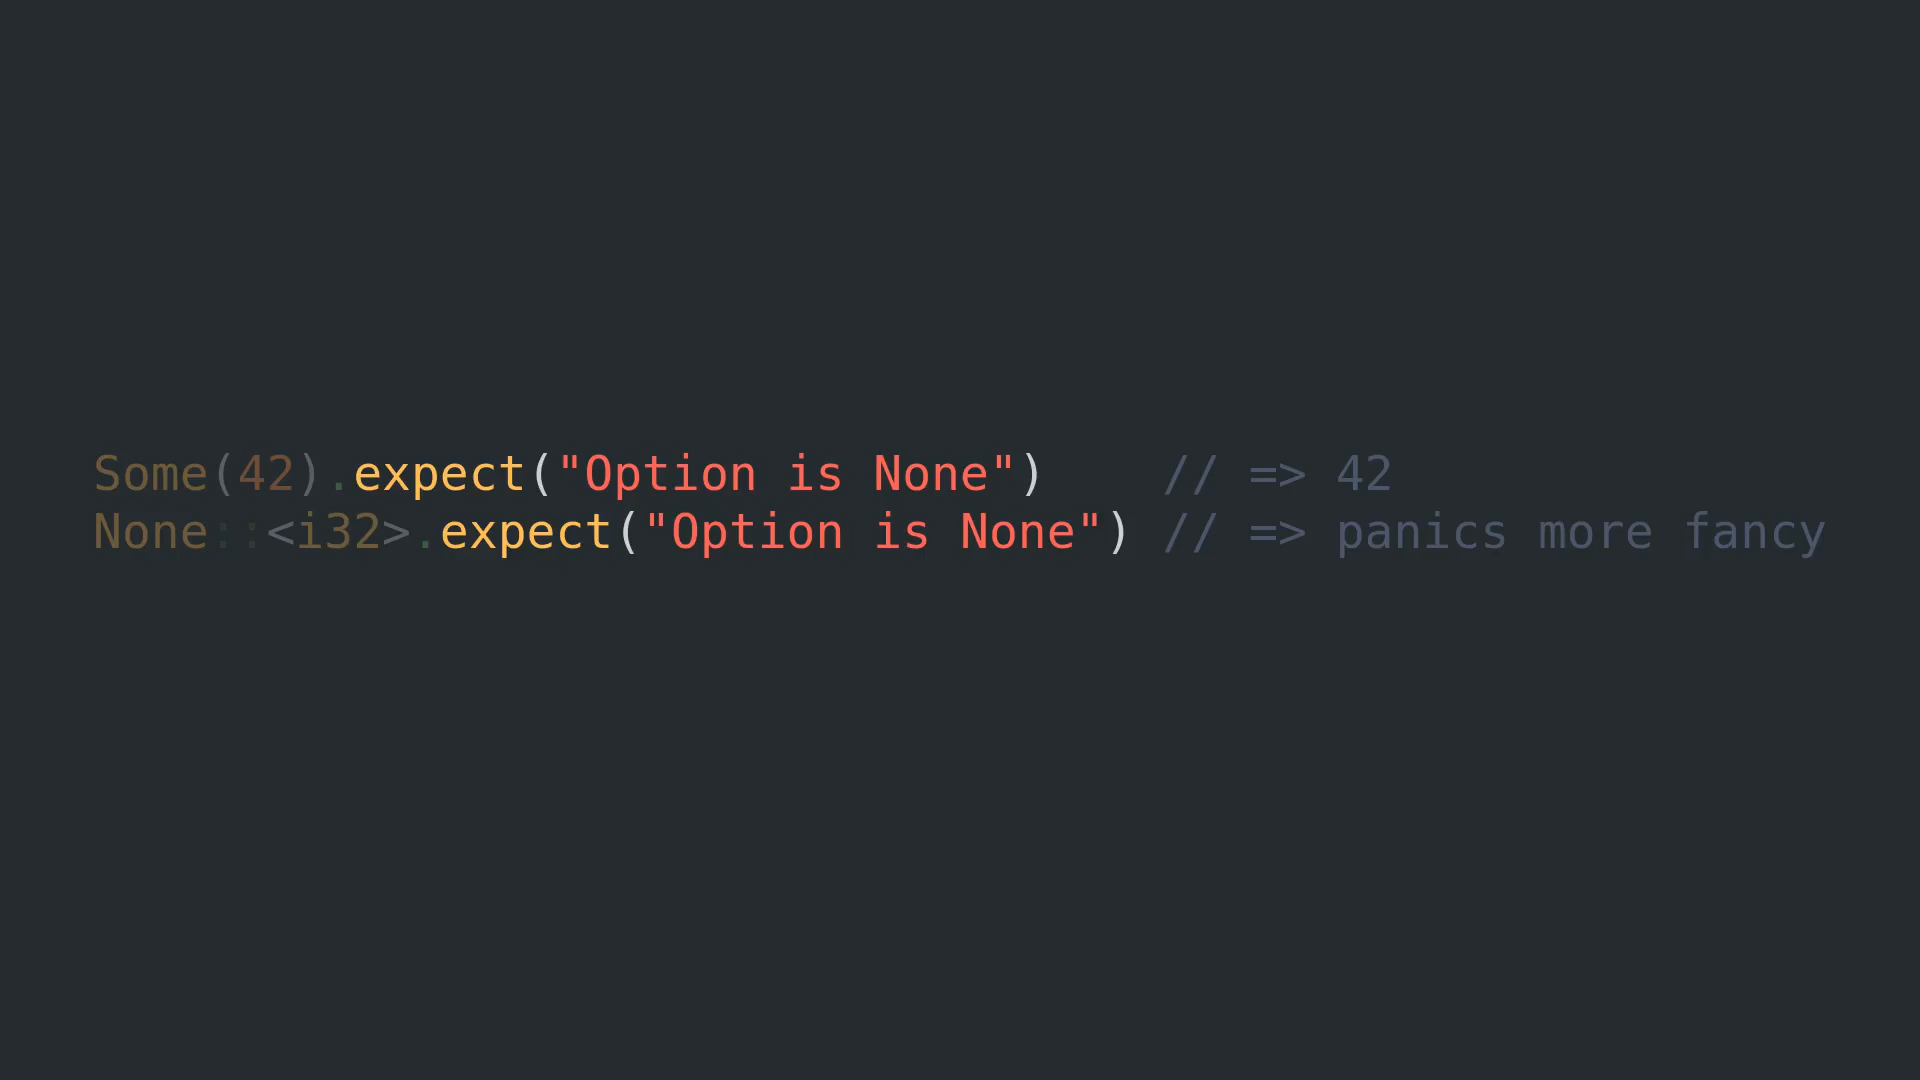 Some(42).expect("Option is None")    // => 42
None::<i32>.expect("Option is None") // => panics more fancy